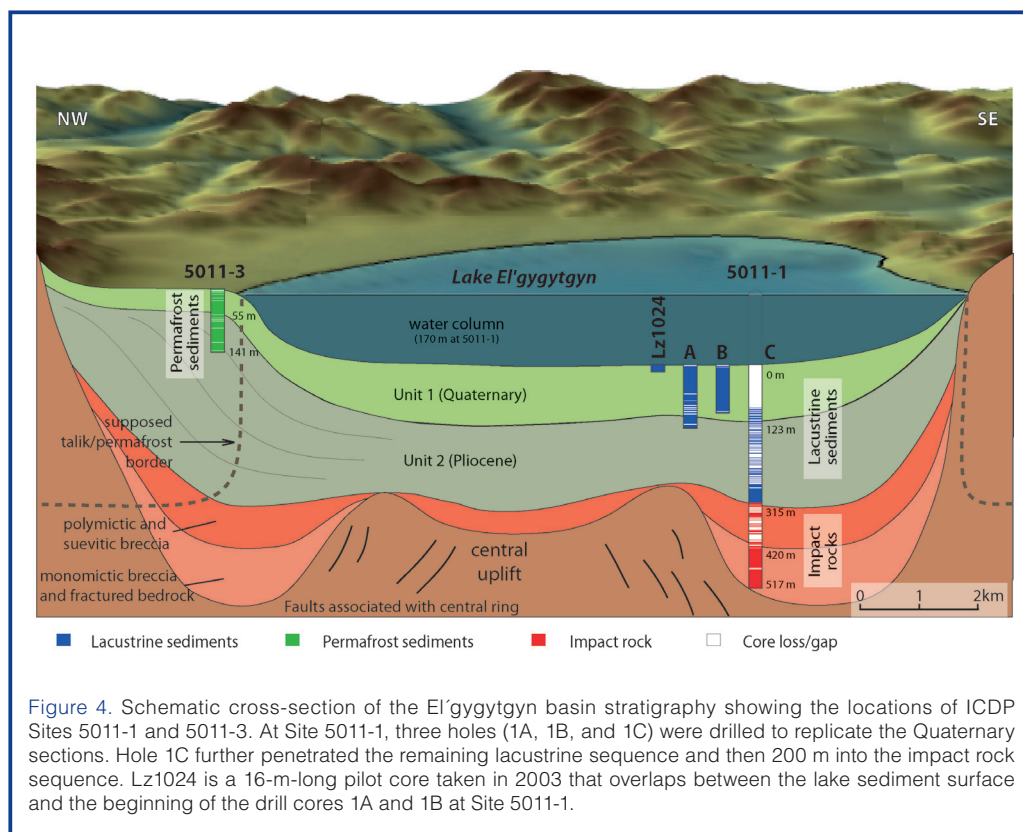 NW
SE
5011-3
Lake El'gygytgyn
5011-1
Permafrost
sediments
55 m
141 m
water column
(170 m at 5011-1)
Lz1024
A
B
C
0 m
Unit 1 (Quaternary)
123 m
Lacustrine
sediments
supposed
talik/permafrost
border
Unit 2 (Pliocene)
polymictic and
suevitic breccia
315 m
Impact
rocks
420 m
central
uplift
monomictic breccia
and fractured bedrock
517 m
Faults associated with central ring
0 1 2km
Lacustrine sediments
Permafrost sediments
Impact rock
Core loss/gap
Figure 4. Schematic cross-section of the El´gygytgyn basin stratigraphy showing the locations of ICDP
Sites 5011-1 and 5011-3. At Site 5011-1, three holes (1A, 1B, and 1C) were drilled to replicate the Quaternary
sections. Hole 1C further penetrated the remaining lacustrine sequence and then 200 m into the impact rock
sequence. Lz1024 is a 16-m-long pilot core taken in 2003 that overlaps between the lake sediment surface
and the beginning of the drill cores 1A and 1B at Site 5011-1.